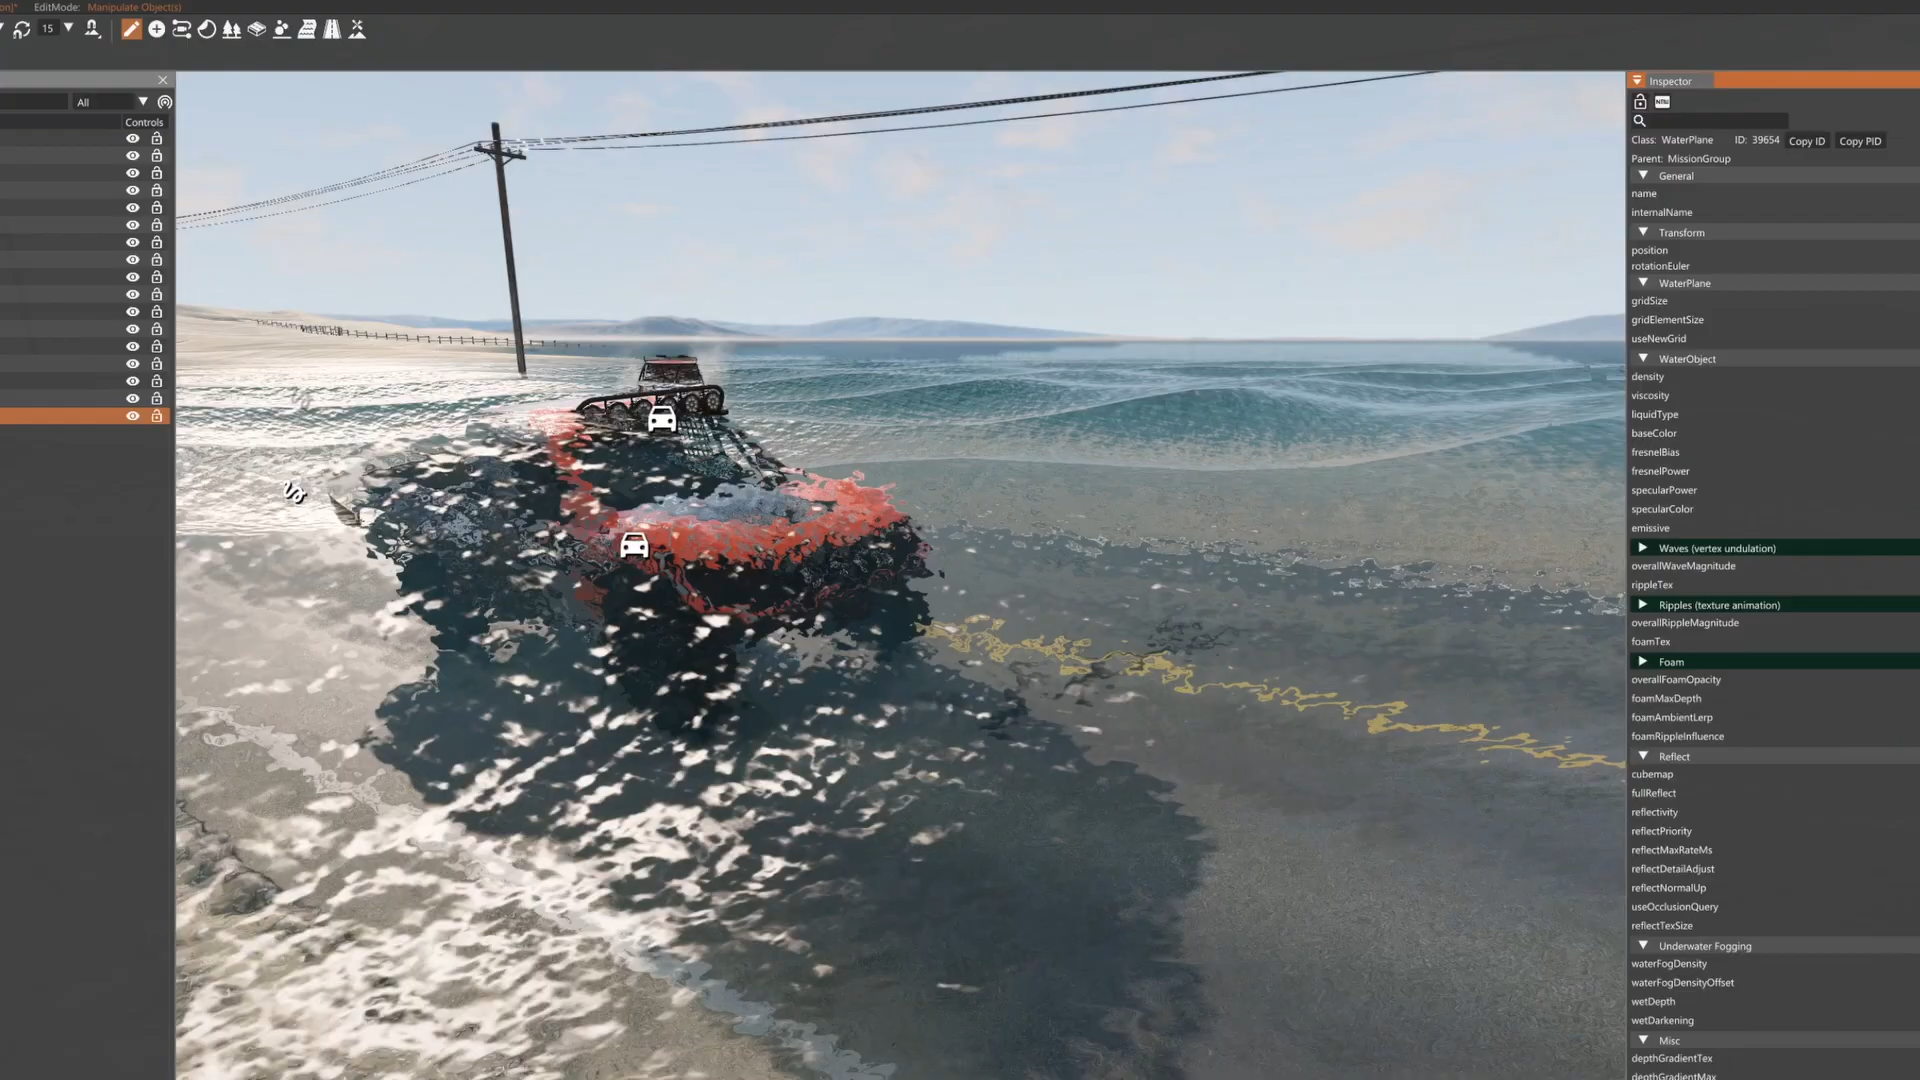 on)* EditMode: Manipulate Object(s)
15
All
Controls
Inspector
Class: WaterPlane ID: 39654 Copy ID Copy PID
Parent: MissionGroup
General
name
internalName
Transform
position
rotationEuler
WaterPlane
gridSize
gridElementSize
useNewGrid
WaterObject
density
viscosity
liquidType
baseColor
fresnelBias
fresnelPower
specularPower
specularColor
emissive
Waves (vertex undulation)
overallWaveMagnitude
rippleTex
Ripples (texture animation)
overallRippleMagnitude
foamTex
Foam
overallFoamOpacity
foamMaxDepth
foamAmbientLerp
foamRippleInfluence
Reflect
cubemap
fullReflect
reflectivity
reflectPriority
reflectMaxRateMs
reflectDetailAdjust
reflectNormalUp
useOcclusionQuery
reflectTexSize
Underwater Fogging
waterFogDensity
waterFogDensityOffset
wetDepth
wetDarkening
Misc
depthGradientTex
depthGradientMax